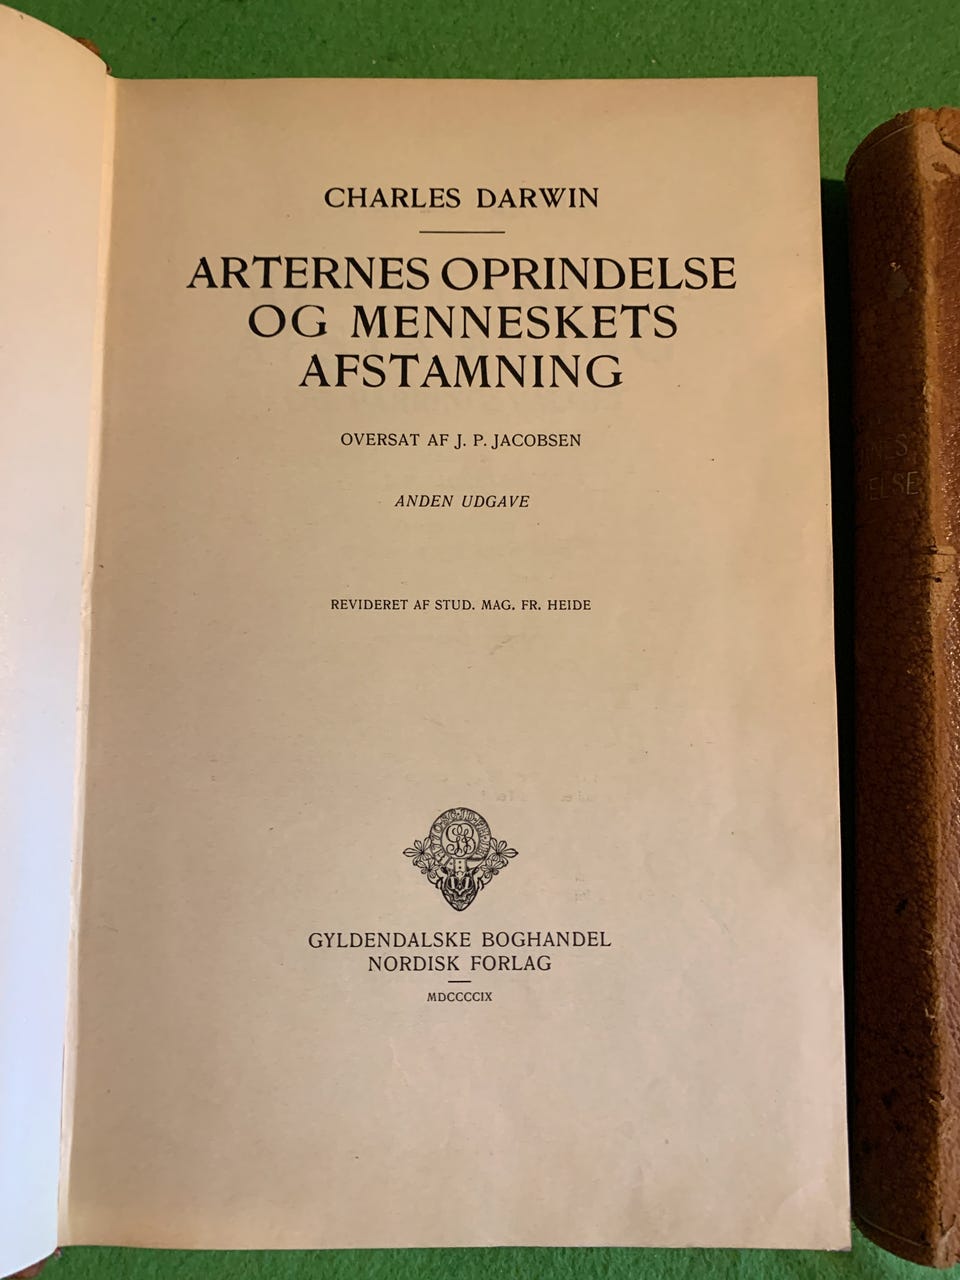 CHARLES DARWIN
ARTERNES OPRINDELSE
OG MENNESKETS
AFSTAMNING
OVERSAT AF J. P. JACOBSEN
ANDEN UDGAVE
REVIDERET AF STUD. MAG. FR. HEIDE
GYLDENDALSKE BOGHANDEL
NORDISK FORLAG
MDCCCCIX